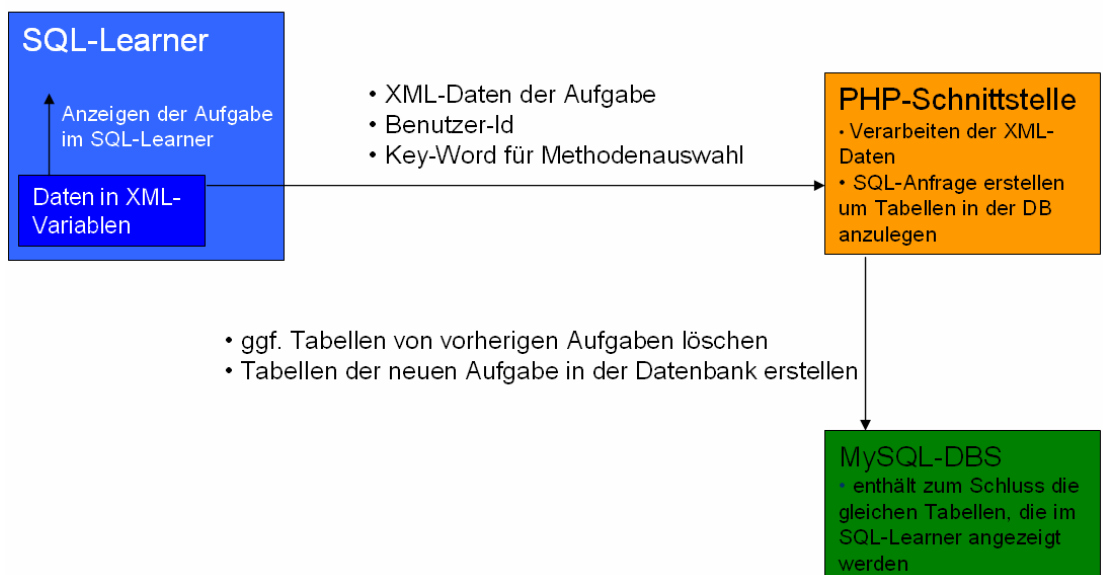 SQL-Learner
Anzeigen der Aufgabe
im SQL-Learner
Daten in XML-
Variablen
• XML-Daten der Aufgabe
• Benutzer-Id
• Key-Word für Methodenauswahl
PHP-Schnittstelle
• Verarbeiten der XML-
Daten
• SQL-Anfrage erstellen
um Tabellen in der DB
anzulegen
• ggf. Tabellen von vorherigen Aufgaben löschen
• Tabellen der neuen Aufgabe in der Datenbank erstellen
MySQL-DBS
• enthält zum Schluss die
gleichen Tabellen, die im
SQL-Learner angezeigt
werden